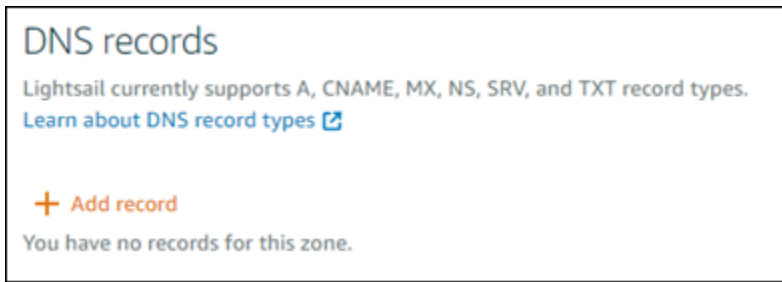 DNS records
Lightsail currently supports A, CNAME, MX, NS, SRV, and TXT record types.
Learn about DNS record types
+ Add record
You have no records for this zone.